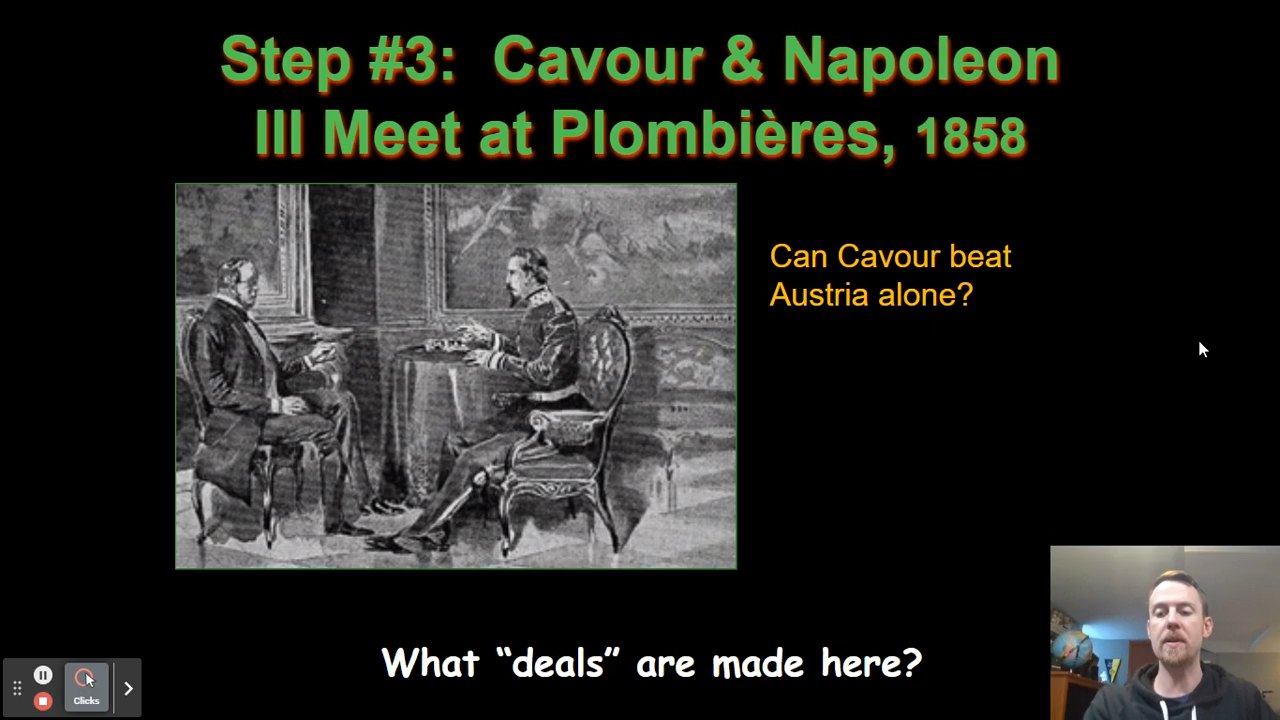 Step #3:  Cavour & Napoleon
III Meet at Plombières, 1858
Can Cavour beat
Austria alone?
What “deals” are made here?
Clicks